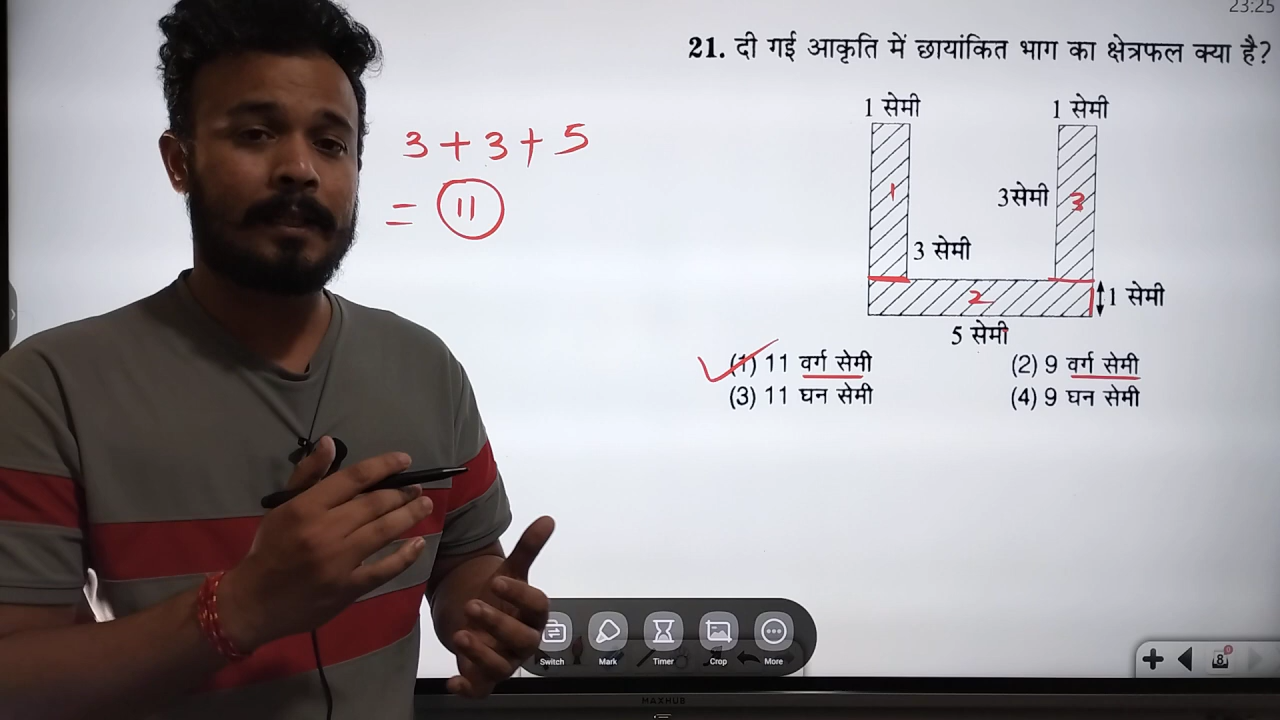 23:25
21. दी गई आकृति में छायांकित भाग का क्षेत्रफल क्या है?
3 + 3 + 5
= 11
1 सेमी
1 सेमी
1
3सेमी
3
3 सेमी
2
1 सेमी
5 सेमी
(1) 11 वर्ग सेमी
(2) 9 वर्ग सेमी
(3) 11 घन सेमी
(4) 9 घन सेमी
Switch
Mark
Timer
Crop
More
8
MAXHUB